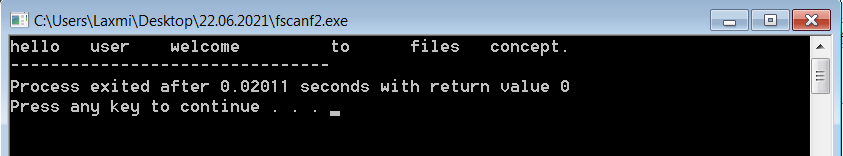 C:\Users\Laxmi\Desktop\22.06.2021\fscanf2.exe
hello   user    welcome         to      files   concept.
--------------------------------
Process exited after 0.02011 seconds with return value 0
Press any key to continue . . .